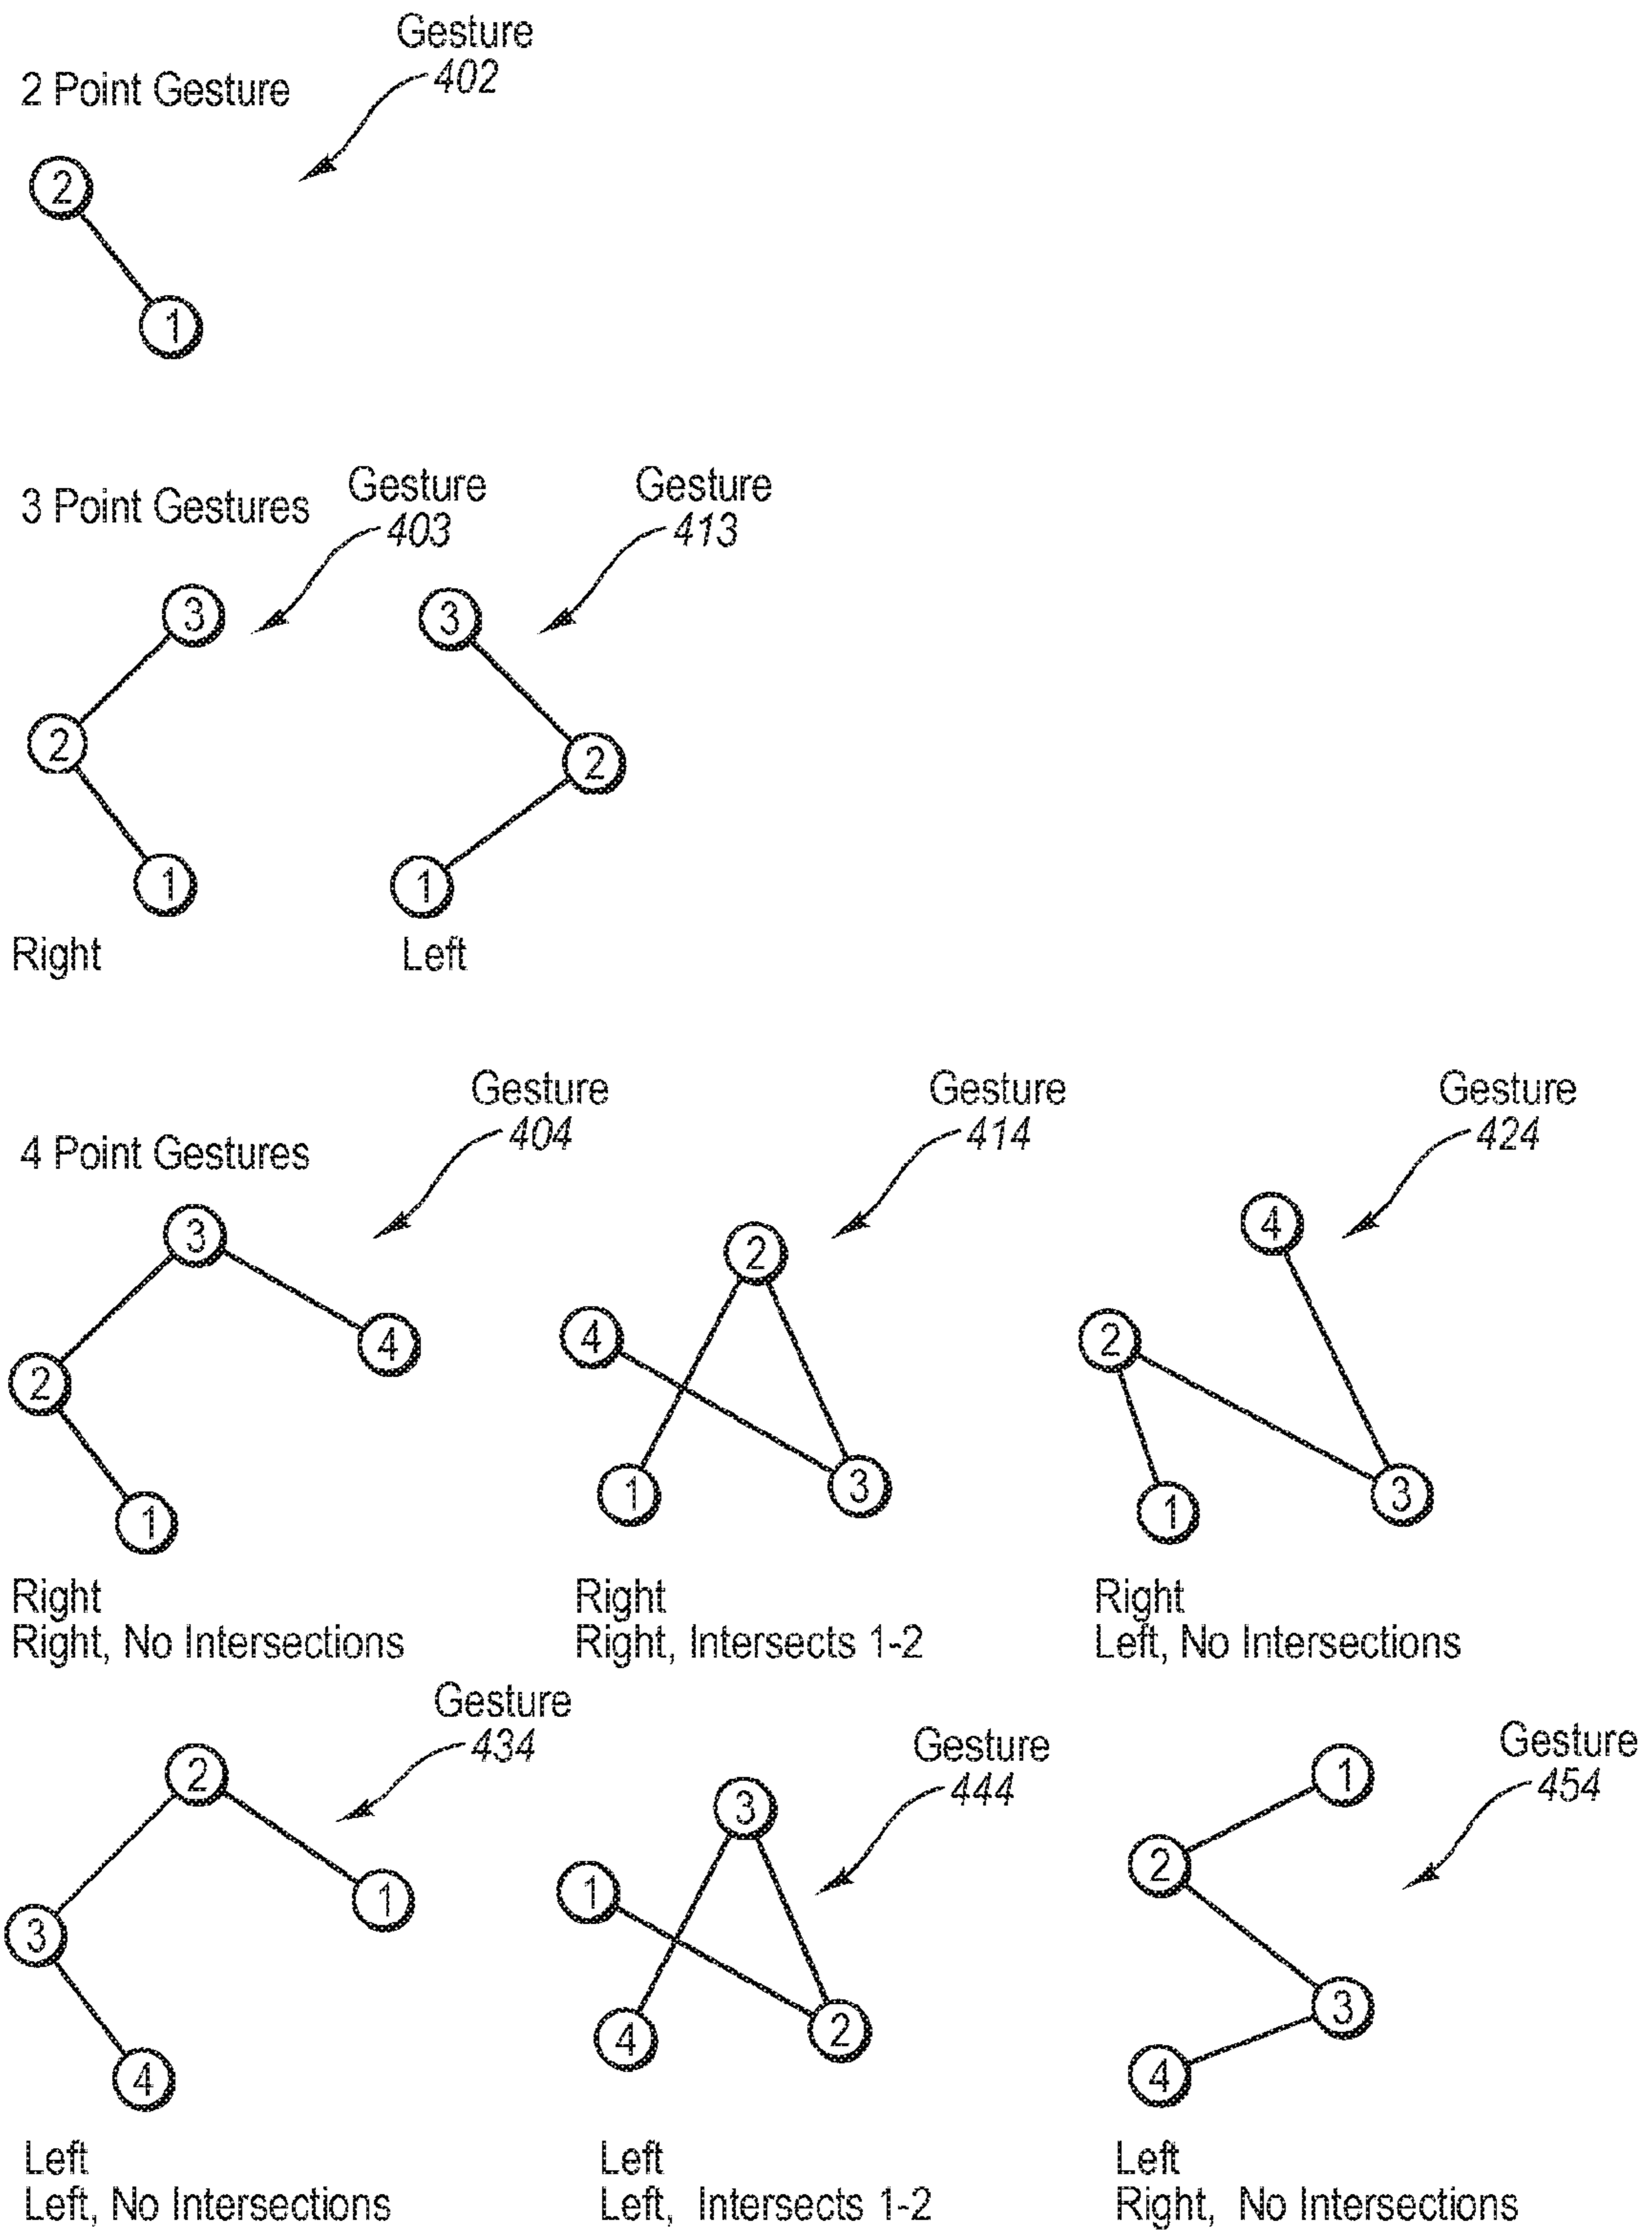 Gesture
402
2 Point Gesture
2
1
3 Point Gestures
Gesture
403
Gesture
413
3
3
2
2
1
1
Right
Left
Gesture
404
Gesture
414
Gesture
424
4 Point Gestures
3
2
4
4
2
4
2
1
3
3
1
1
Right
Right, No Intersections
Right
Right, Intersects 1-2
Right
Left, No Intersections
Gesture
434
Gesture
444
Gesture
454
2
3
1
1
1
2
3
3
4
2
4
4
Left
Left, No Intersections
Left
Left, Intersects 1-2
Left
Right, No Intersections